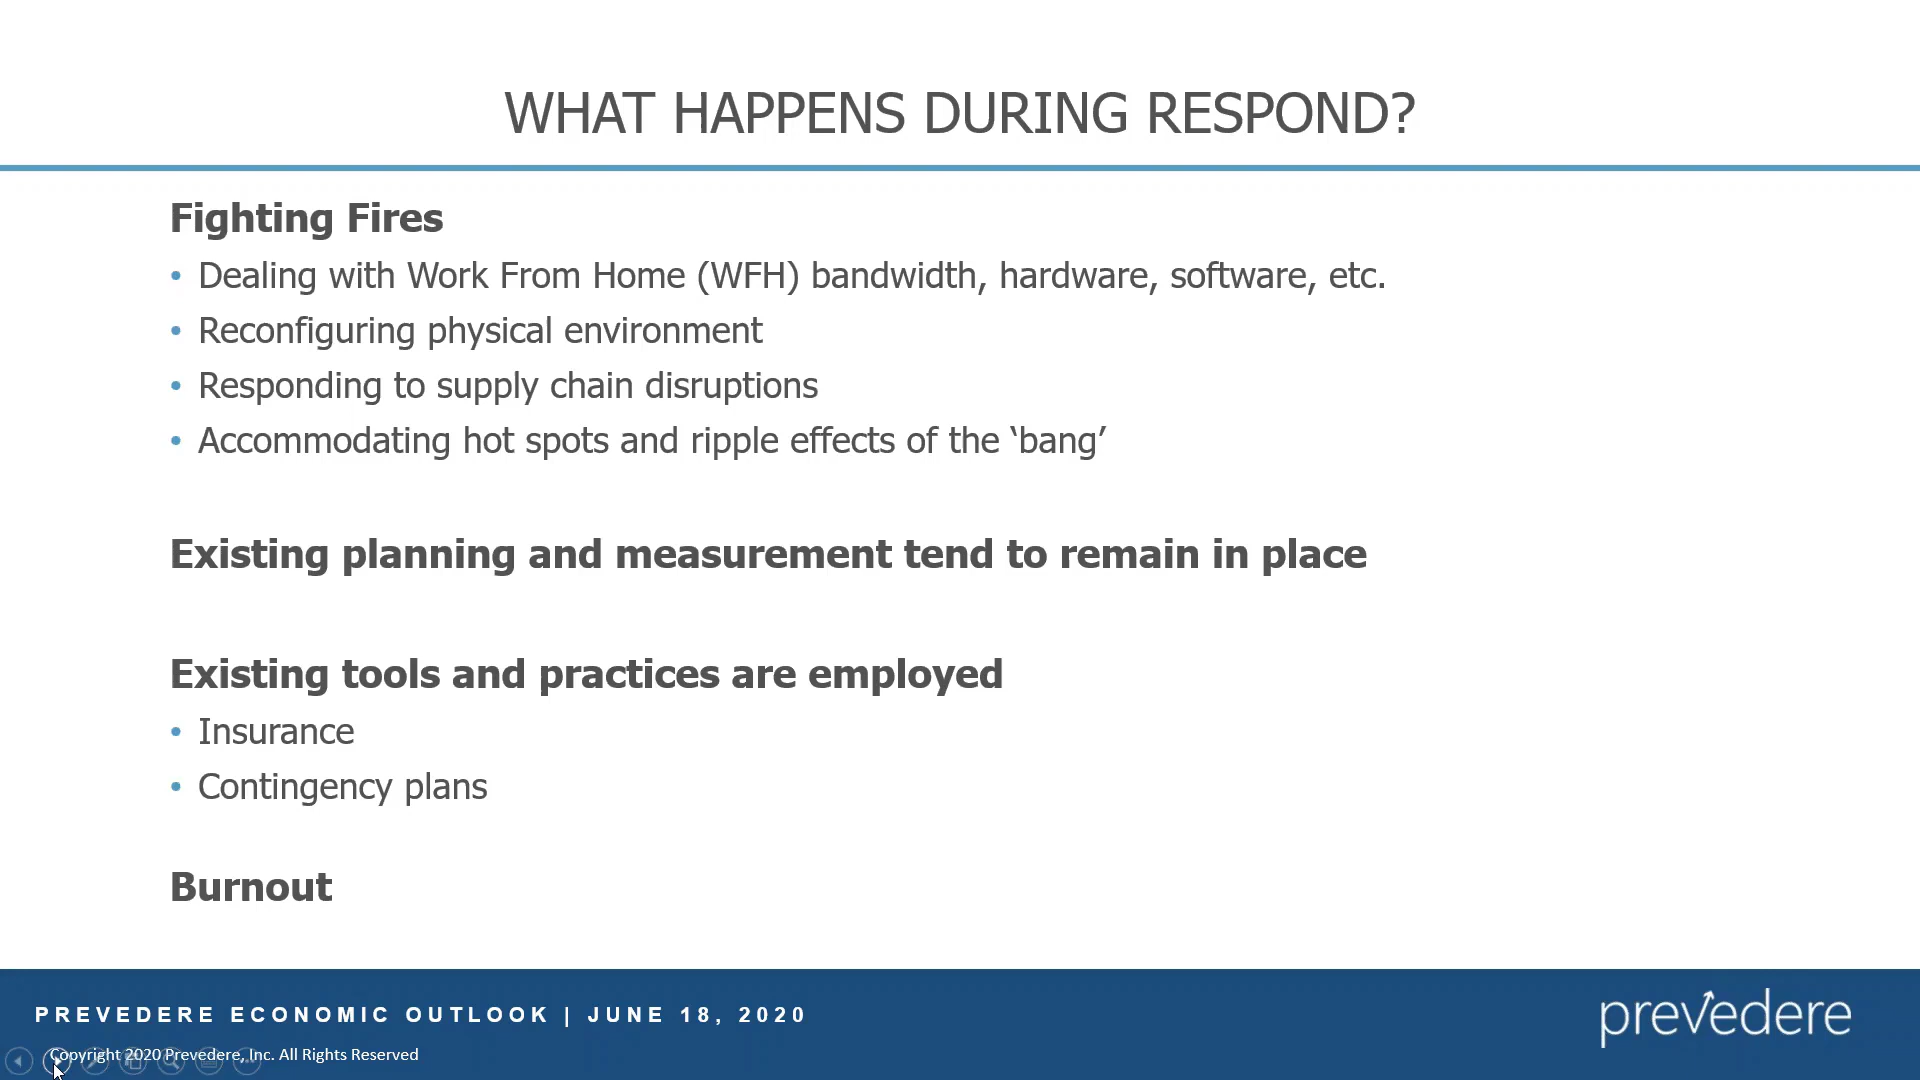 WHAT HAPPENS DURING RESPOND?
Fighting Fires
• Dealing with Work From Home (WFH) bandwidth, hardware, software, etc.
• Reconfiguring physical environment
• Responding to supply chain disruptions
• Accommodating hot spots and ripple effects of the ‘bang’
Existing planning and measurement tend to remain in place
Existing tools and practices are employed
• Insurance
• Contingency plans
Burnout
PREVEDERE ECONOMIC OUTLOOK | JUNE 18, 2020
prevedere
Copyright 2020 Prevedere, Inc. All Rights Reserved